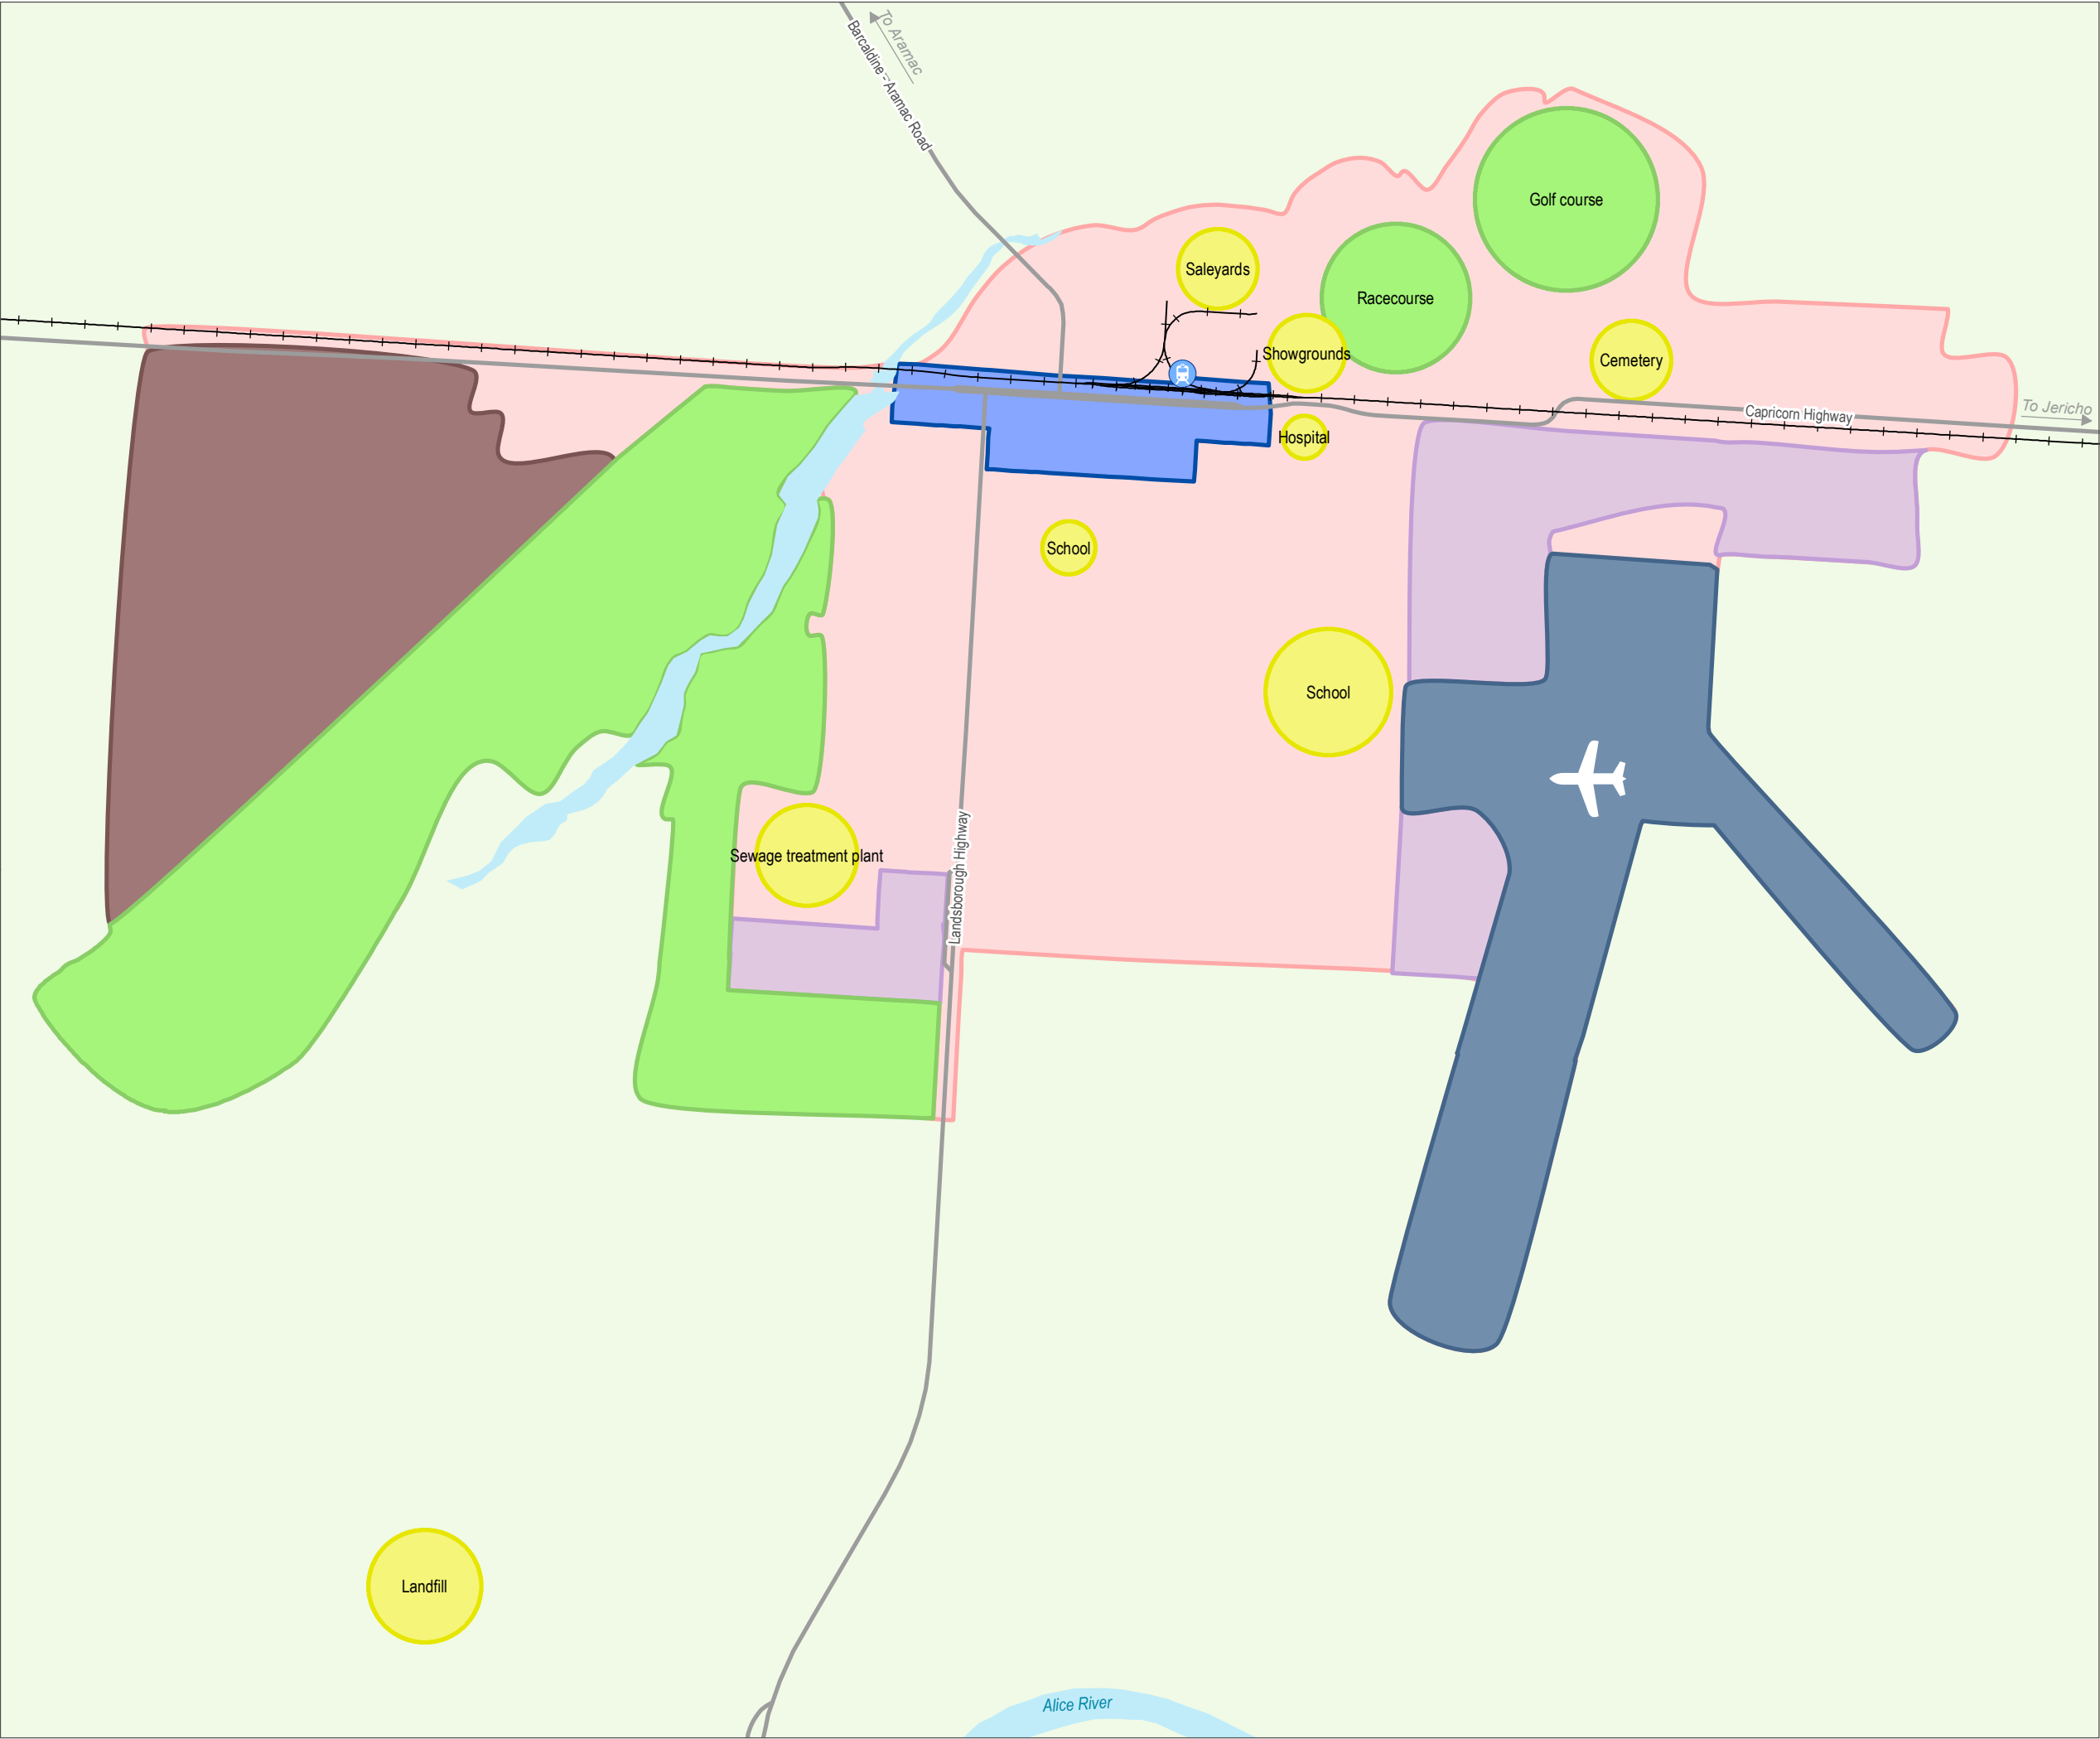 To Aramac
Barcaldine - Aramac Road
Golf course
Saleyards
Racecourse
Showgrounds
Cemetery
To Jericho
Capricorn Highway
Hospital
School
School
Sewage treatment plant
Landsborough Highway
Landfill
Alice River